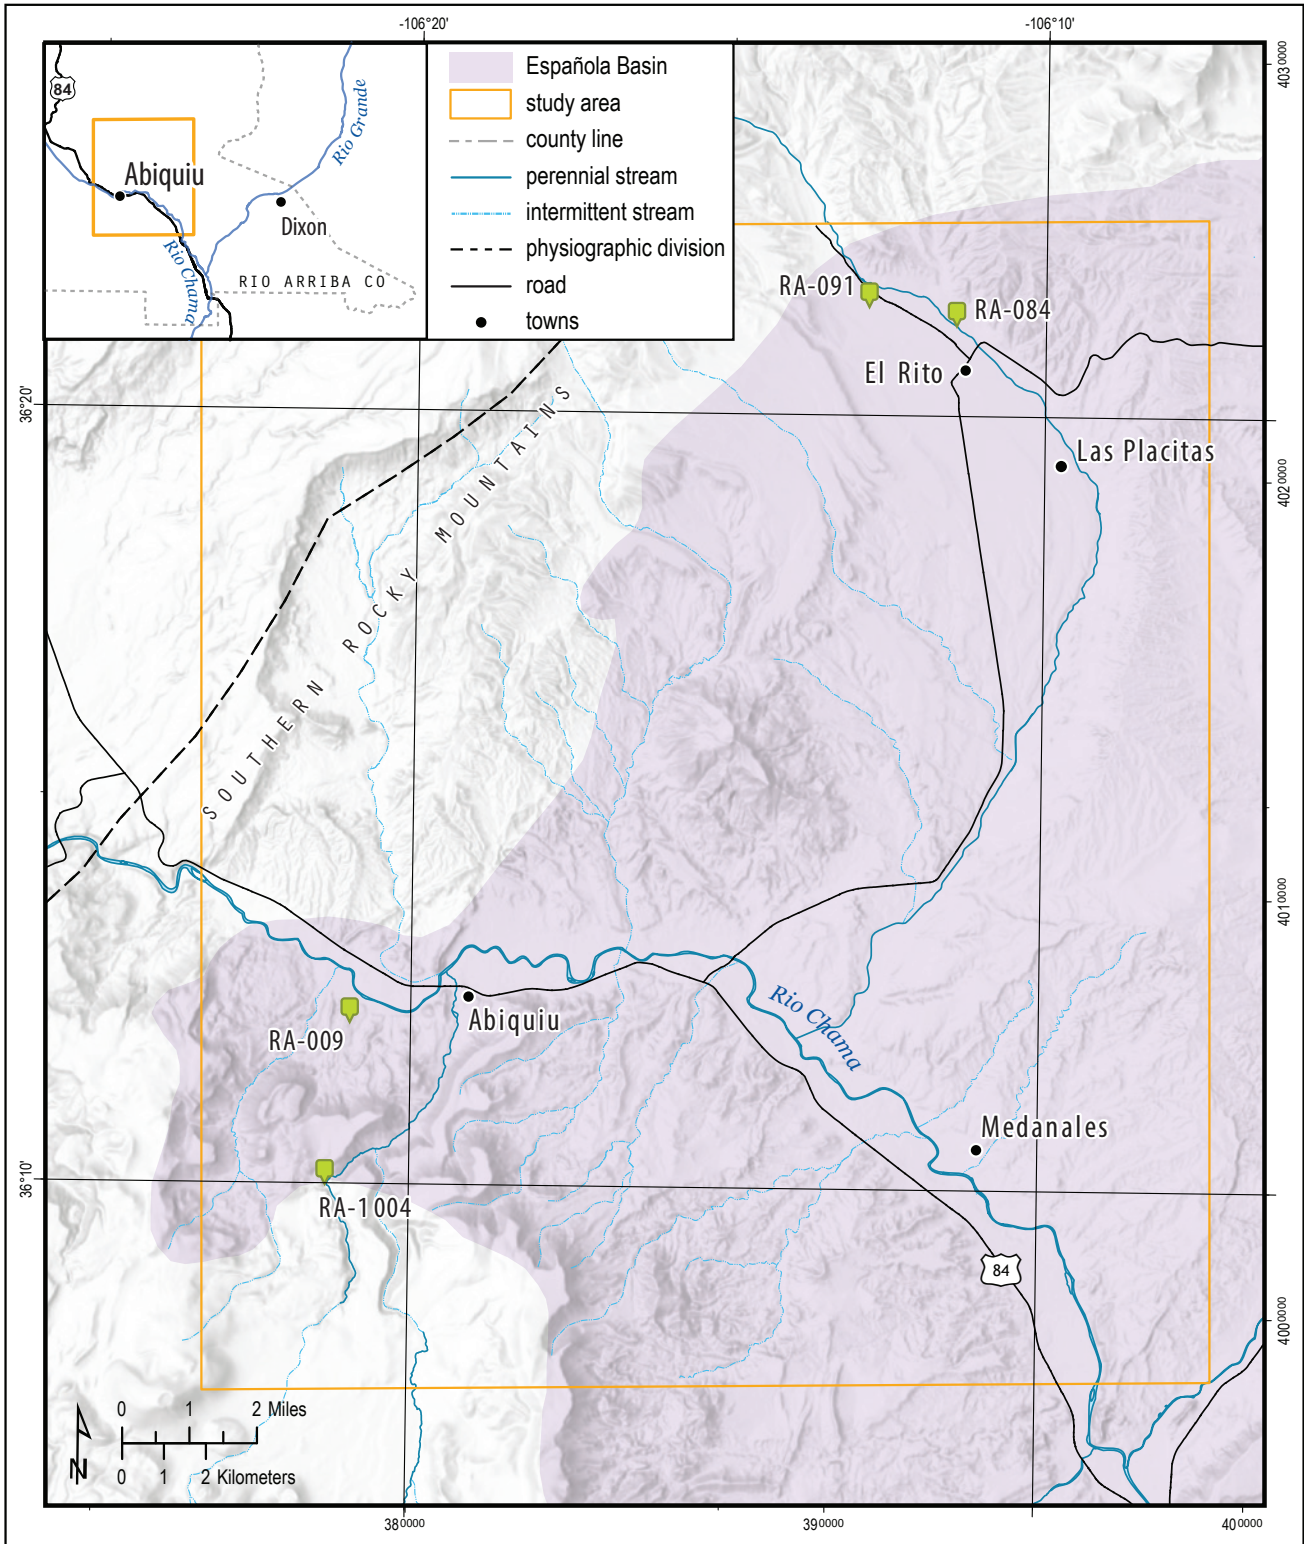 -106°20'
-106°10'
84
Rio Grande
Abiquiu
Dixon
Rio Chama
RIO ARRIBA CO
Española Basin
study area
county line
perennial stream
intermittent stream
physiographic division
road
towns
4030000
RA-091
RA-084
El Rito
36°20'
Las Placitas
4020000
SOUTHERN ROCKY MOUNTAINS
4010000
RA-009
Abiquiu
Rio Chama
Medanales
36°10'
RA-1004
84
4000000
0 1 2 Miles
N
0 1 2 Kilometers
380000
390000
400000